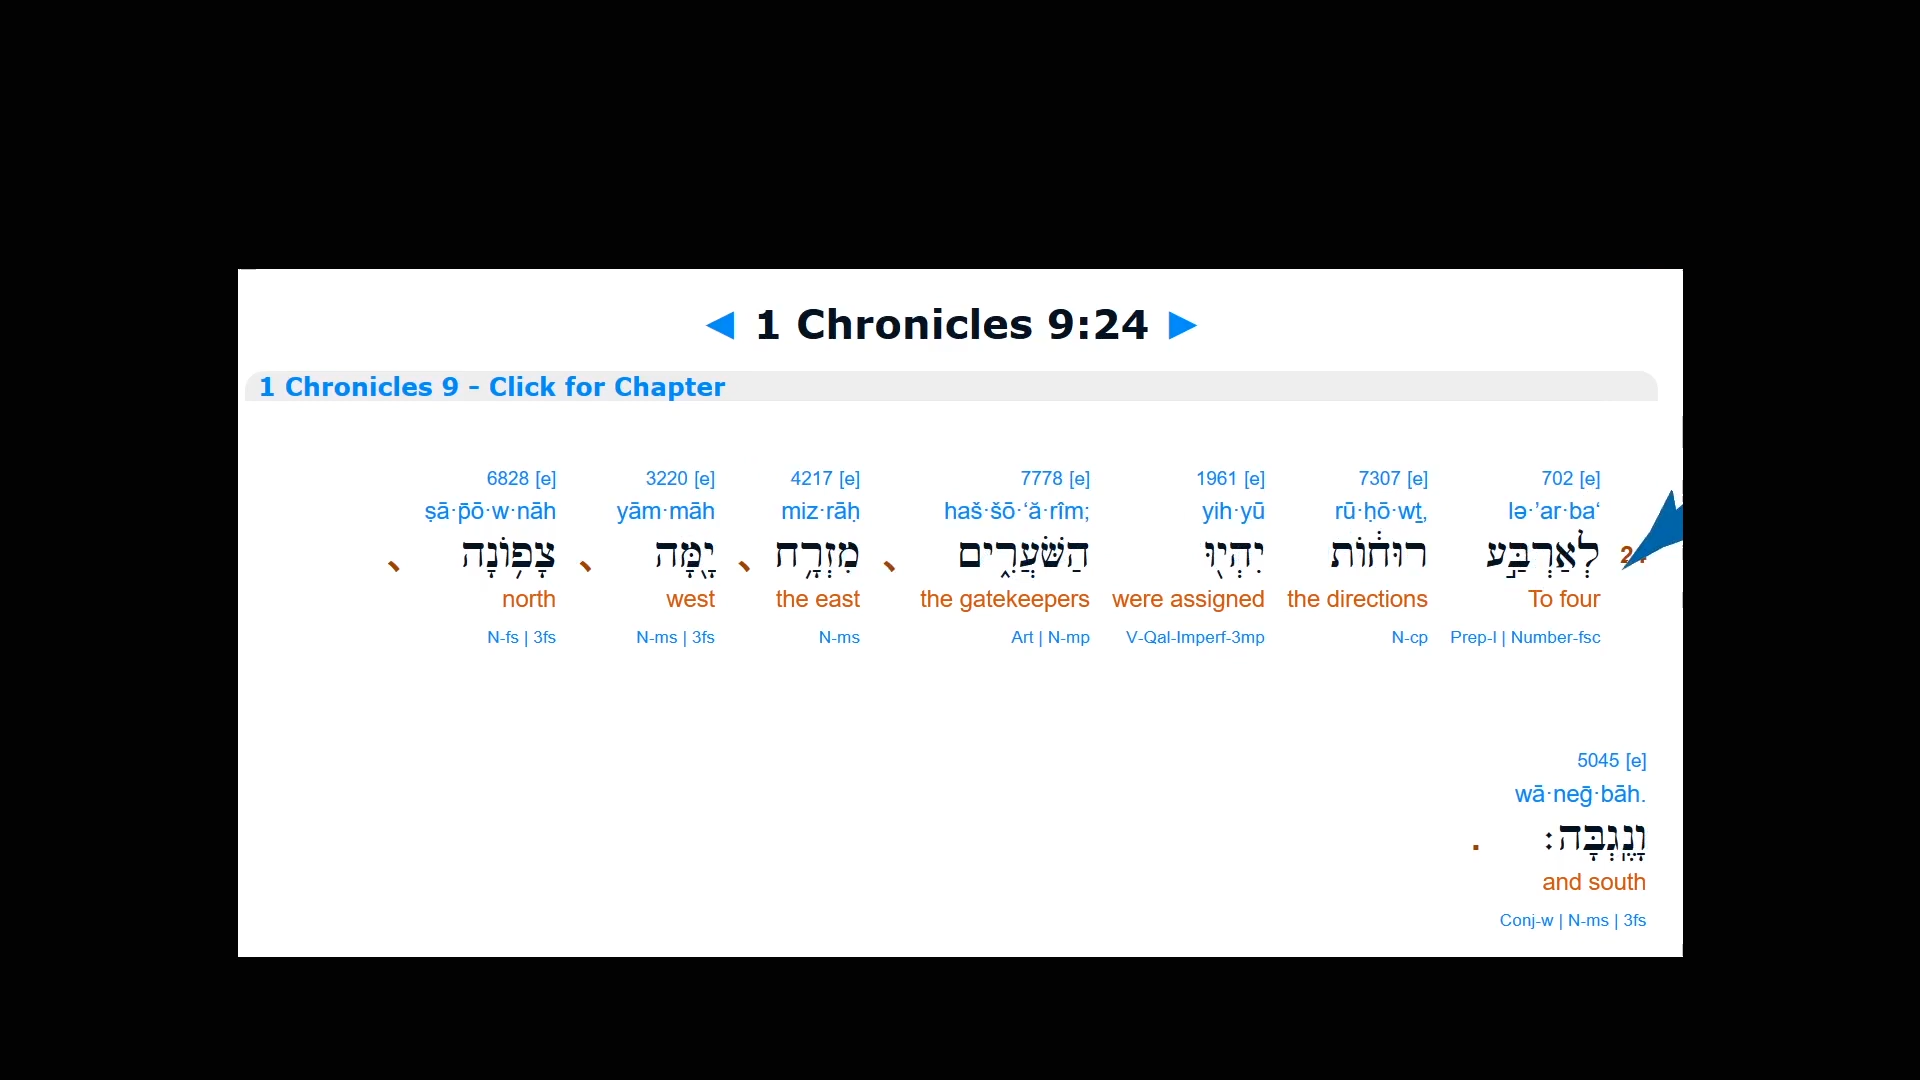 ◀ 1 Chronicles 9:24 ▶
1 Chronicles 9 - Click for Chapter
6828 [e] 3220 [e] 4217 [e] 7778 [e] 1961 [e] 7307 [e] 702 [e]
ṣā·p̄ō·w·nāh yām·māh miz·rāḥ haš·šō·‘ă·rîm; yih·yū rū·ḥō·wṯ, lə·’ar·ba‘
24 לְאַרְבַּ֣ע רוּח֔וֹת יִהְי֖וּ הַשֹּׁעֲרִ֑ים 、 מִזְרָ֥ח 、 יָ֖מָּה 、 צָפ֥וֹנָה 、
north west the east the gatekeepers were assigned the directions To four
N-fs | 3fs N-ms | 3fs N-ms Art | N-mp V-Qal-Imperf-3mp N-cp Prep-l | Number-fsc
5045 [e]
wā·neḡ·bāh.
וָנֶֽגְבָּה׃ .
and south
Conj-w | N-ms | 3fs